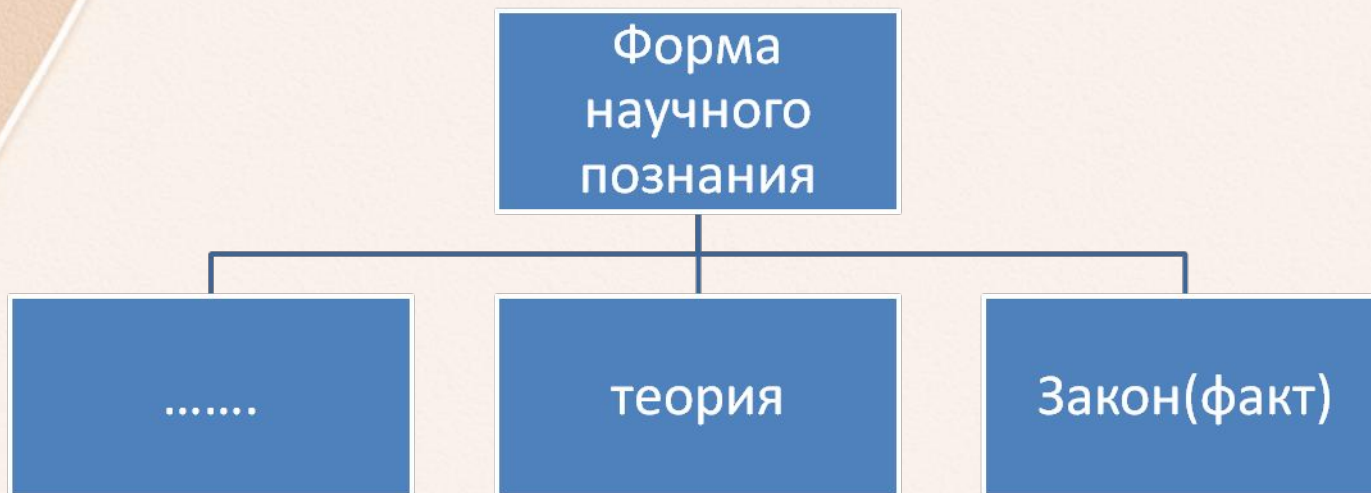 Форма
научного
познания
.......
теория
Закон(факт)